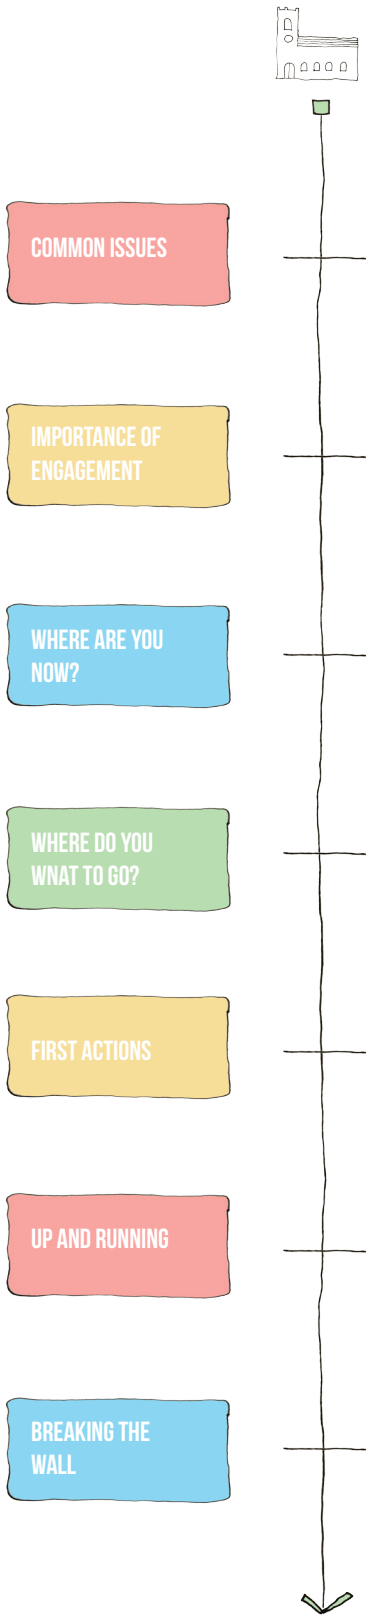 COMMON ISSUES
IMPORTANCE OF
ENGAGEMENT
WHERE ARE YOU
NOW?
WHERE DO YOU
WNAT TO GO?
FIRST ACTIONS
UP AND RUNNING
BREAKING THE
WALL